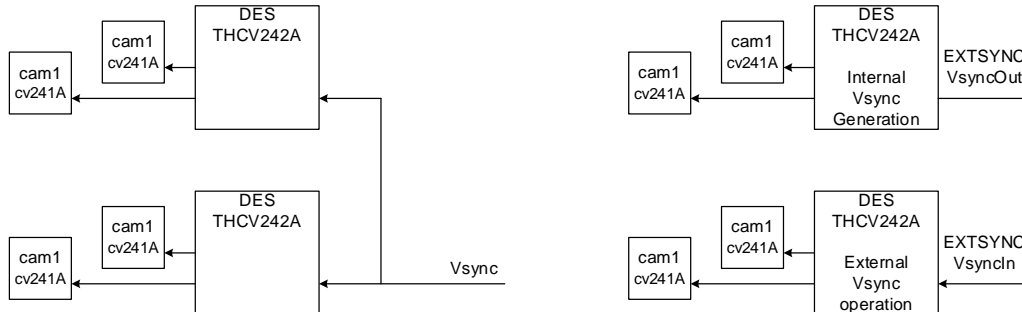 DES
THCV242A
cam1
cv241A
cam1
cv241A
DES
THCV242A
cam1
cv241A
cam1
cv241A
Vsync
DES
THCV242A
Internal
Vsync
Generation
cam1
cv241A
cam1
cv241A
EXTSYNC
VsyncOut
DES
THCV242A
External
Vsync
operation
cam1
cv241A
cam1
cv241A
EXTSYNC
VsyncIn